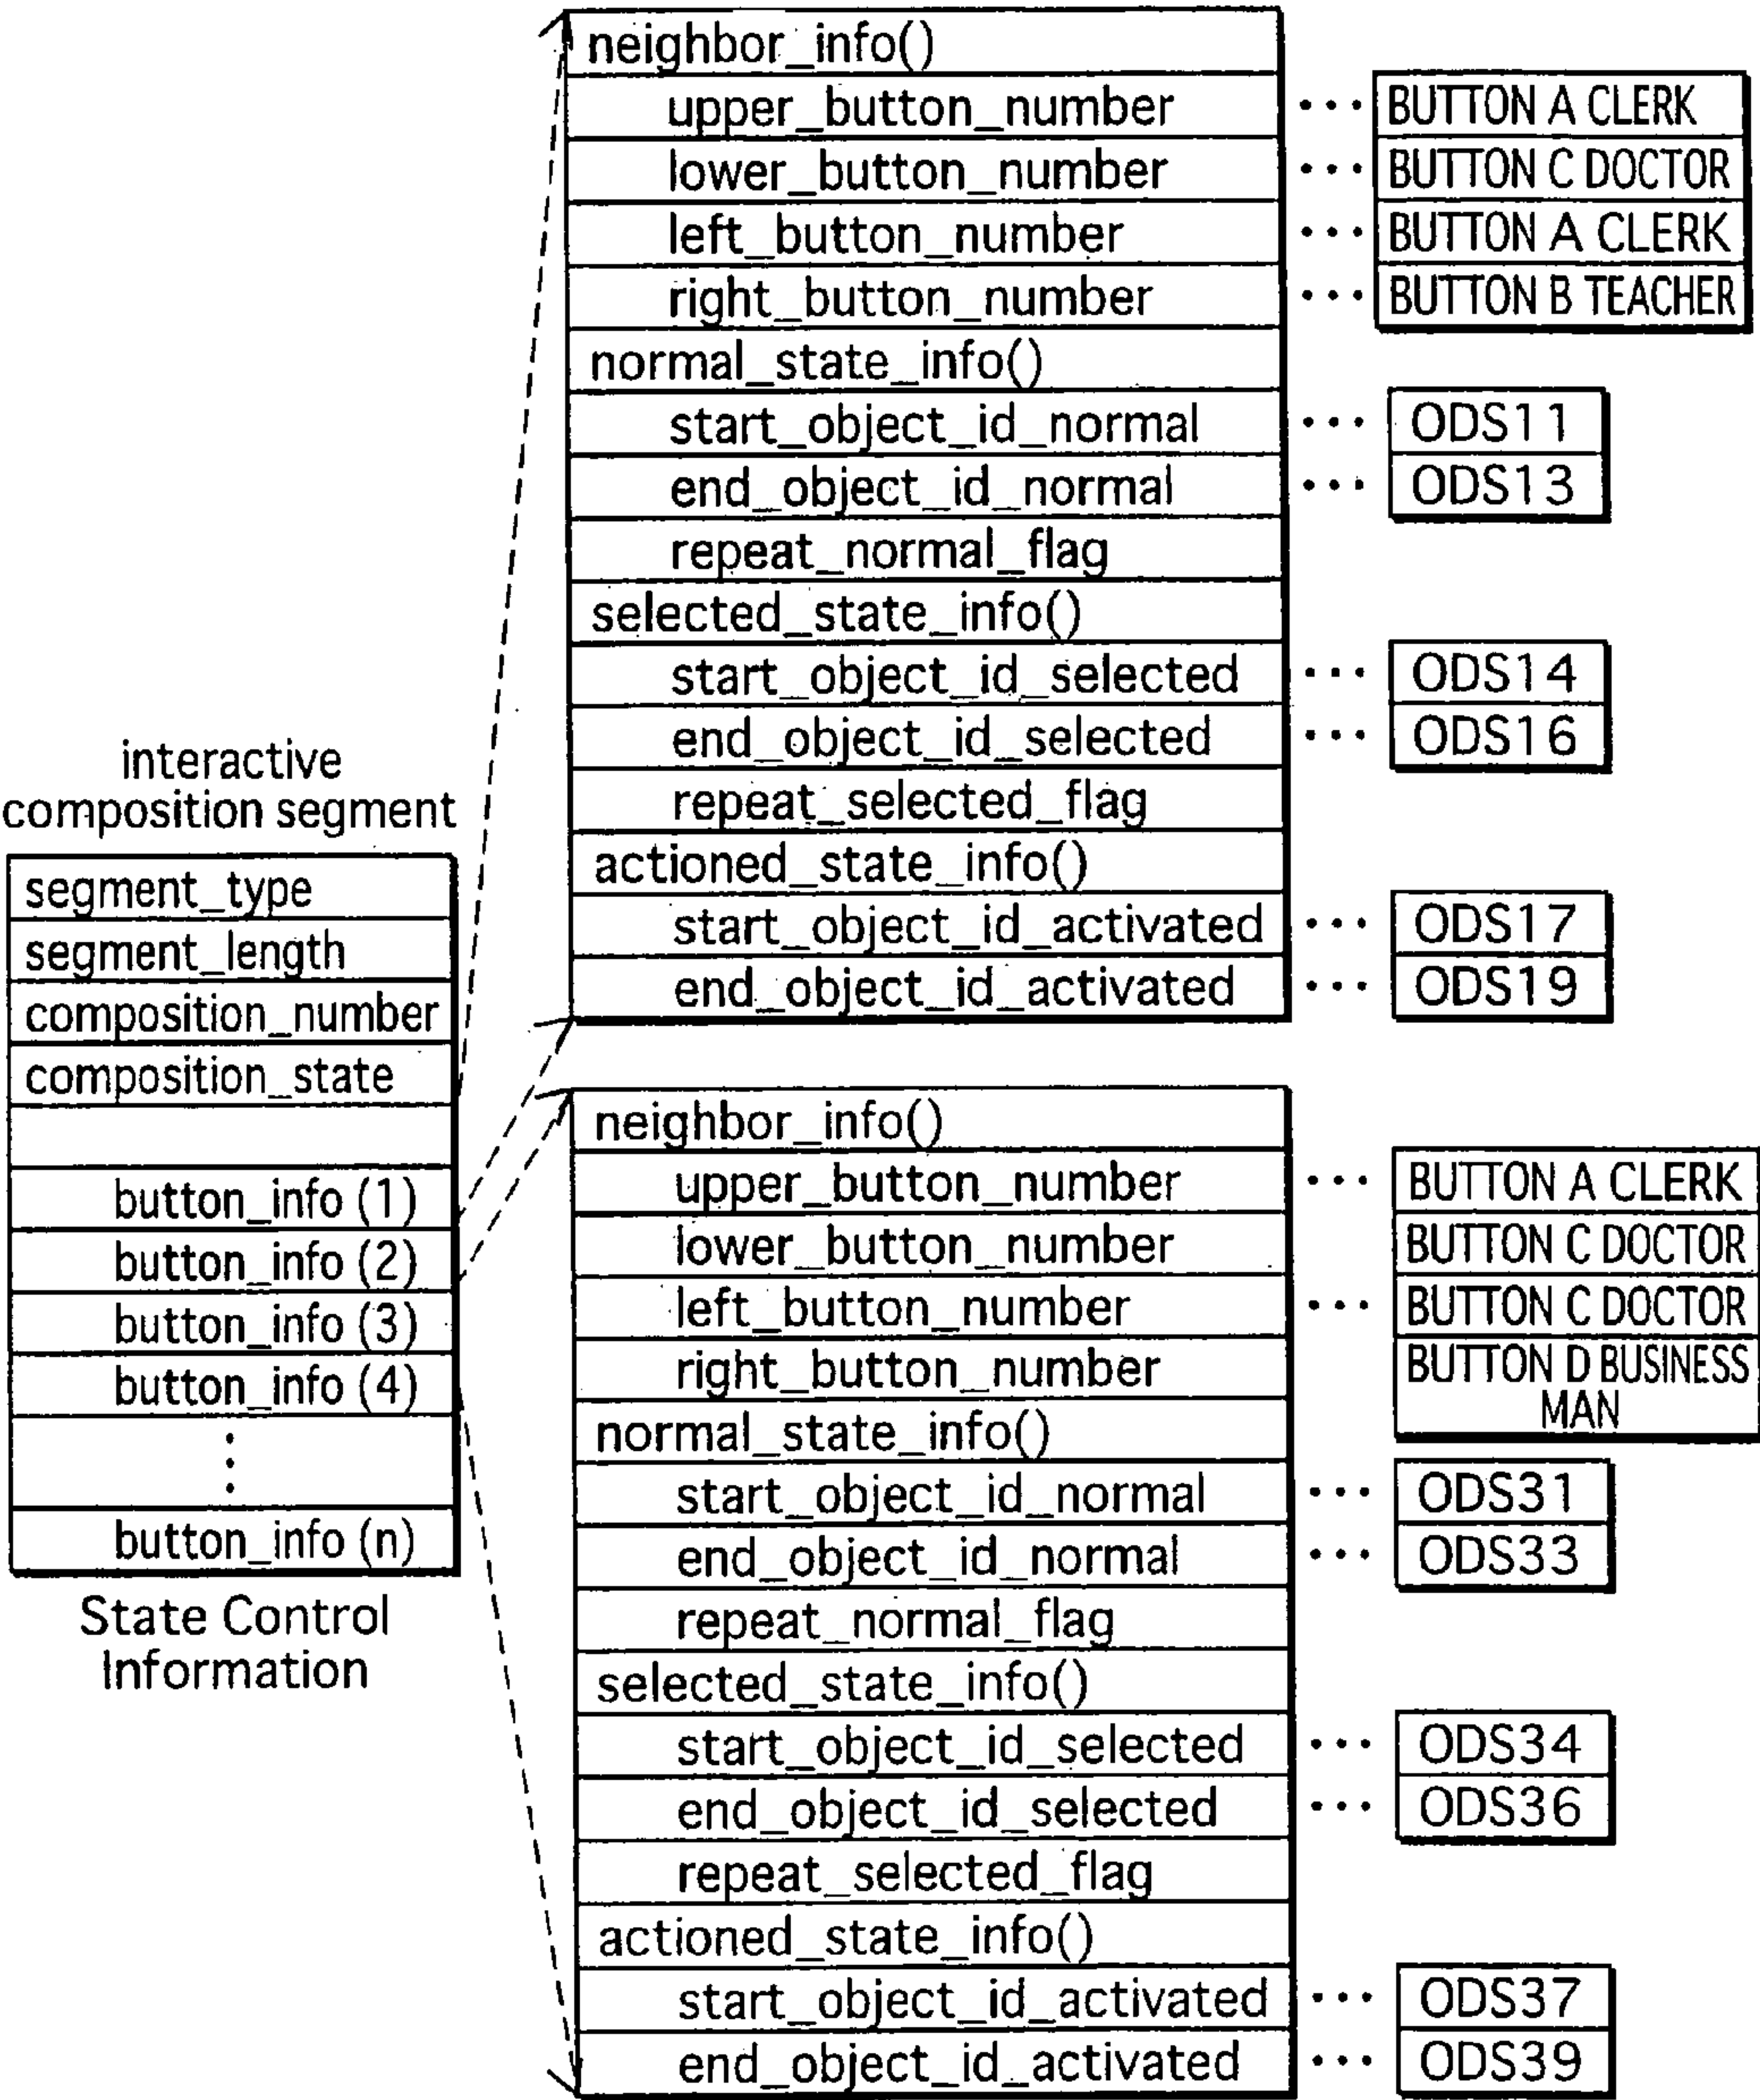 interactive
composition segment
segment_type
segment_length
composition_number
composition_state
button_info (1)
button_info (2)
button_info (3)
button_info (4)
button_info (n)
State Control
Information
neighbor_info()
upper_button_number ··· BUTTON A CLERK
lower_button_number ··· BUTTON C DOCTOR
left_button_number ··· BUTTON A CLERK
right_button_number ··· BUTTON B TEACHER
normal_state_info()
start_object_id_normal ··· ODS11
end_object_id_normal ··· ODS13
repeat_normal_flag
selected_state_info()
start_object_id_selected ··· ODS14
end_object_id_selected ··· ODS16
repeat_selected_flag
actioned_state_info()
start_object_id_activated ··· ODS17
end_object_id_activated ··· ODS19
neighbor_info()
upper_button_number ··· BUTTON A CLERK
lower_button_number BUTTON C DOCTOR
left_button_number ··· BUTTON C DOCTOR
right_button_number BUTTON D BUSINESS
MAN
normal_state_info()
start_object_id_normal ··· ODS31
end_object_id_normal ··· ODS33
repeat_normal_flag
selected_state_info()
start_object_id_selected ··· ODS34
end_object_id_selected ··· ODS36
repeat_selected_flag
actioned_state_info()
start_object_id_activated ··· ODS37
end_object_id_activated ··· ODS39